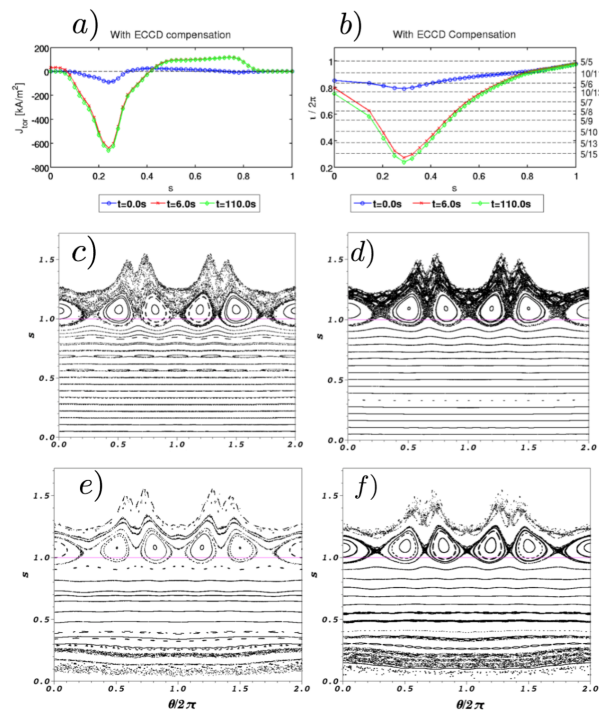 a)
With ECCD compensation
J_tor [kA/m²]
200
0
-200
-400
-600
-800
0 0.2 0.4 0.6 0.8 1
s
t=0.0s t=6.0s t=110.0s
b)
With ECCD compensation
ι / 2π
1
0.8
0.6
0.4
0.2
0 0.2 0.4 0.6 0.8 1
s
5/5
10/1
5/6
10/1
5/7
5/8
5/9
5/10
5/13
5/15
t=0.0s t=6.0s t=110.0s
c)
s
1.5
1.0
0.5
0.0
0.0 0.5 1.0 1.5 2.0
d)
1.5
1.0
0.5
0.0
0.0 0.5 1.0 1.5 2.0
e)
s
1.5
1.0
0.5
0.0
0.0 0.5 1.0 1.5 2.0
θ/2π
f)
s
1.5
1.0
0.5
0.0
0.0 0.5 1.0 1.5 2.0
θ/2π